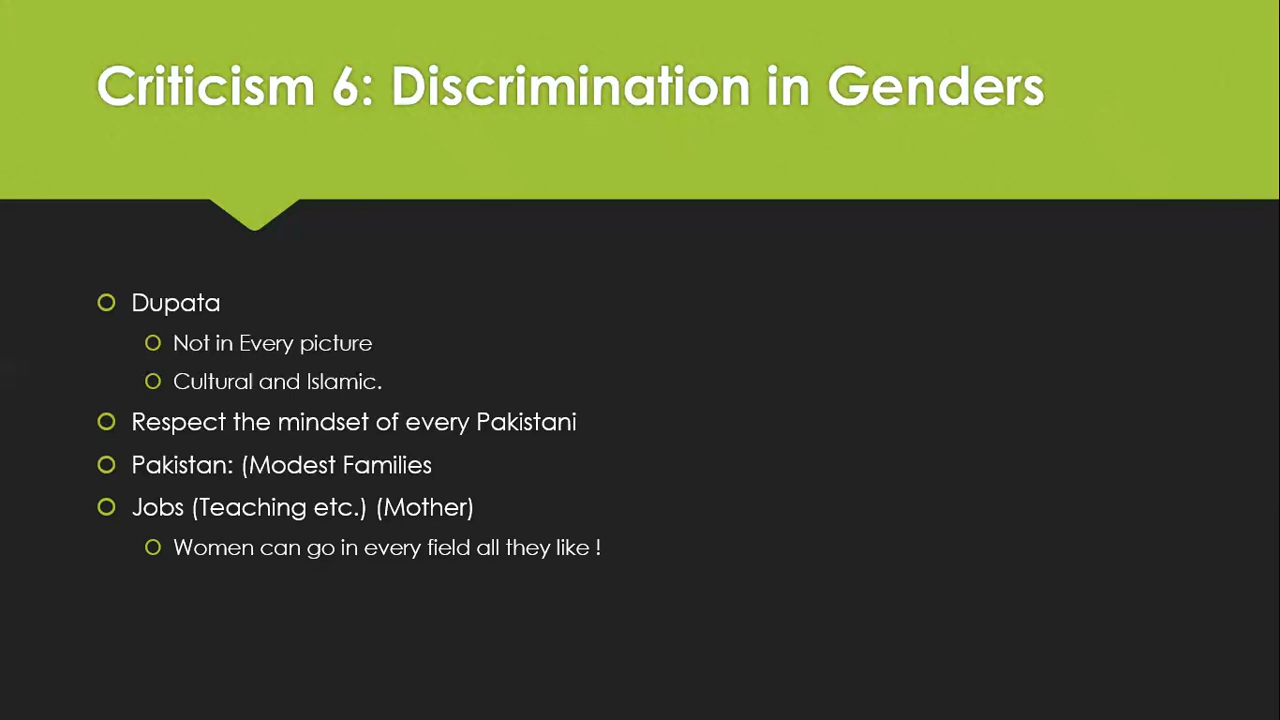 Criticism 6: Discrimination in Genders
Dupata
Not in Every picture
Cultural and Islamic.
Respect the mindset of every Pakistani
Pakistan: (Modest Families
Jobs (Teaching etc.) (Mother)
Women can go in every field all they like !